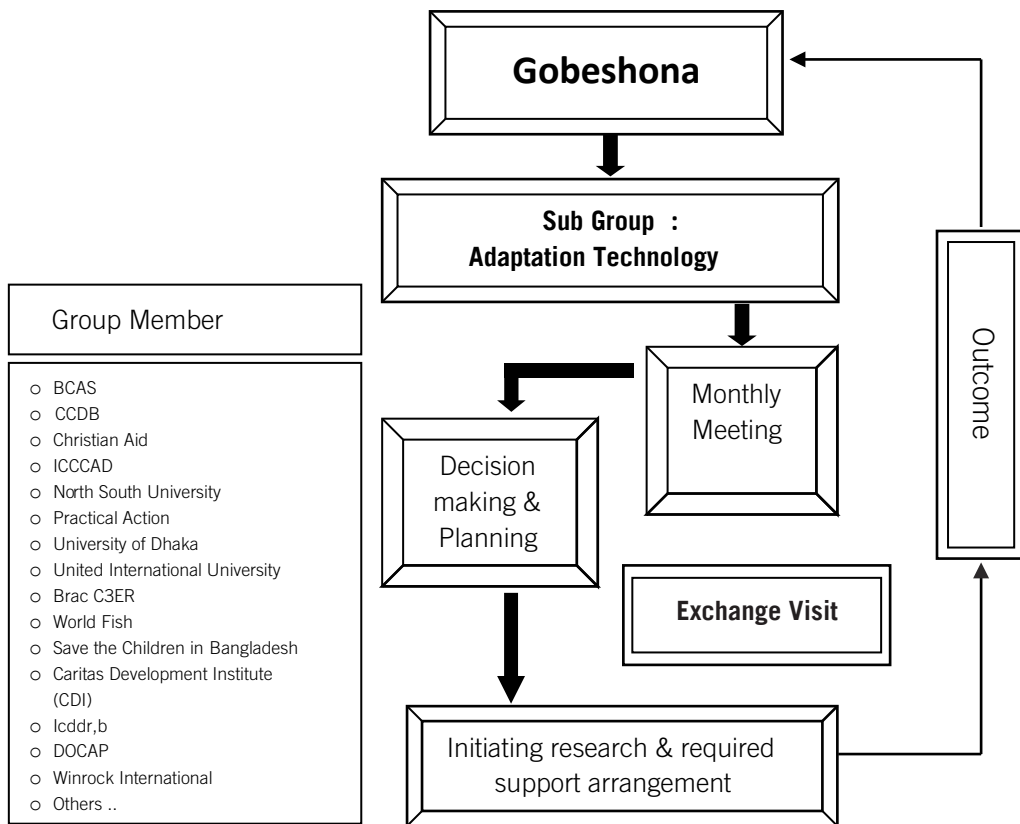 Gobeshona
Sub Group :
Adaptation Technology
Group Member
o BCAS
o CCDB
o Christian Aid
o ICCCAD
o North South University
o Practical Action
o University of Dhaka
o United International University
o Brac C3ER
o World Fish
o Save the Children in Bangladesh
o Caritas Development Institute
(CDI)
o Icddr,b
o DOCAP
o Winrock International
o Others ..
Monthly
Meeting
Decision
making &
Planning
Exchange Visit
Initiating research & required
support arrangement
Outcome